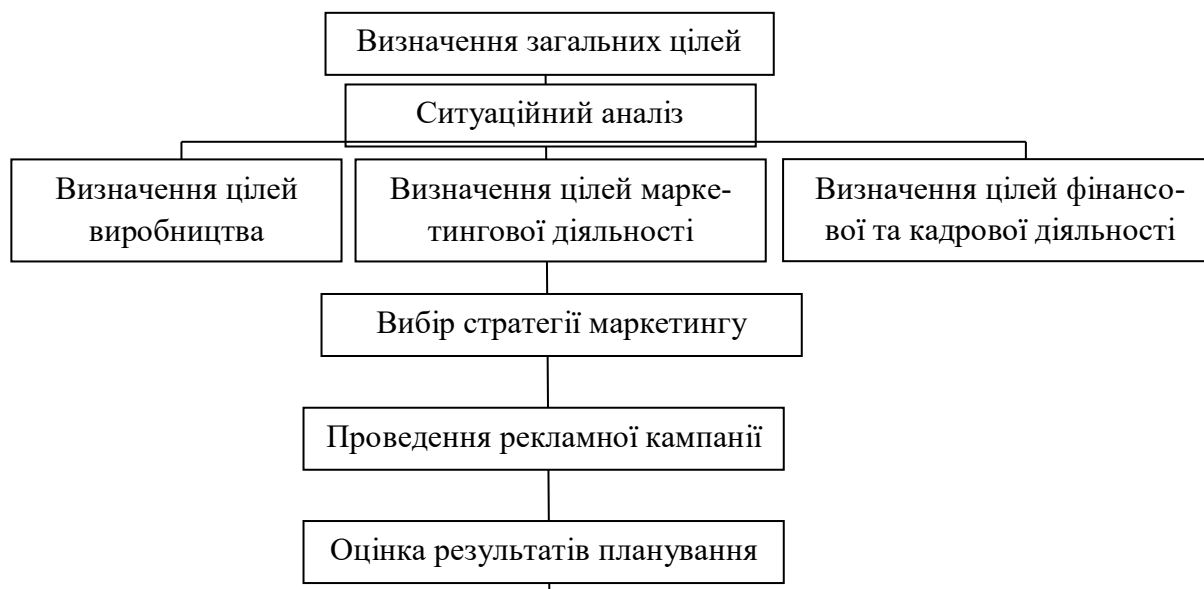 Визначення загальних цілей
Ситуаційний аналіз
Визначення цілей
виробництва
Визначення цілей марке-
тингової діяльності
Визначення цілей фінансо-
вої та кадрової діяльності
Вибір стратегії маркетингу
Проведення рекламної кампанії
Оцінка результатів планування